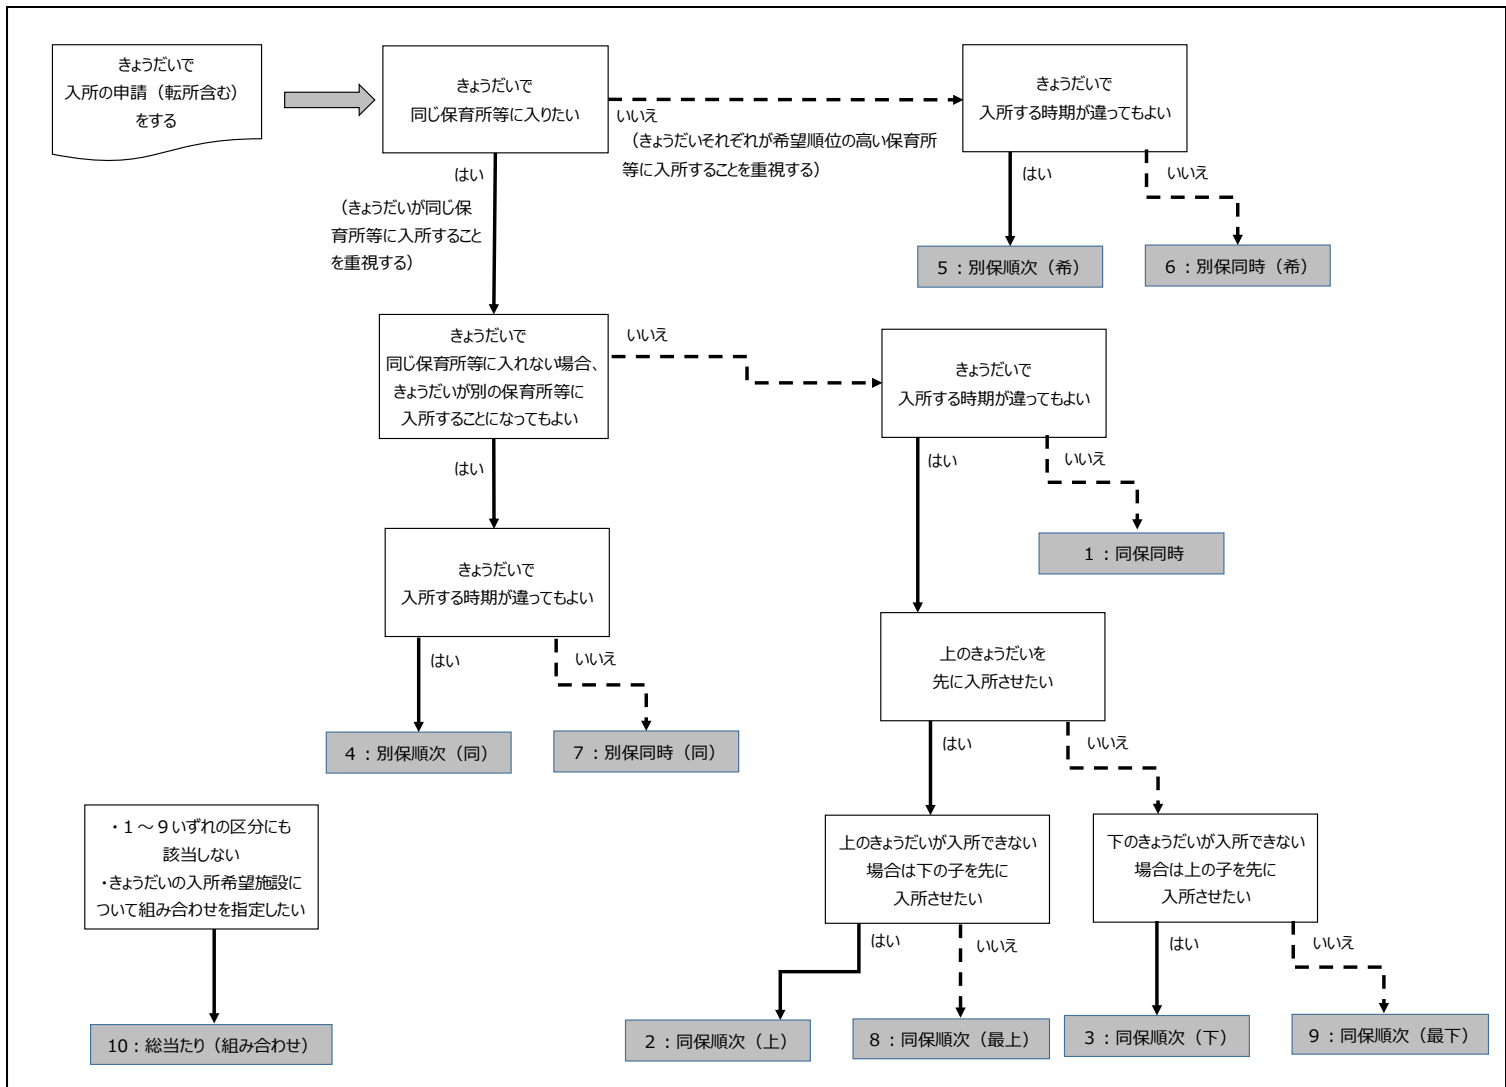 きょうだいで
入所の申請（転所含む）
をする
きょうだいで
同じ保育所等に入りたい
いいえ
（きょうだいそれぞれが希望順位の高い保育所
等に入所することを重視する）
きょうだいで
入所する時期が違ってもよい
はい
（きょうだいが同じ保
育所等に入所すること
を重視する）
はい
いいえ
5：別保順次（希）
6：別保同時（希）
きょうだいで
同じ保育所等に入れない場合、
きょうだいが別の保育所等に
入所することになってもよい
いいえ
きょうだいで
入所する時期が違ってもよい
はい
はい
いいえ
1：同保同時
きょうだいで
入所する時期が違ってもよい
はい
いいえ
4：別保順次（同）
7：別保同時（同）
上のきょうだいを
先に入所させたい
はい
いいえ
・１～９いずれの区分にも
該当しない
・きょうだいの入所希望施設に
ついて組み合わせを指定したい
10：総当たり（組み合わせ）
上のきょうだいが入所できない
場合は下の子を先に
入所させたい
下のきょうだいが入所できない
場合は上の子を先に
入所させたい
はい
いいえ
はい
いいえ
2：同保順次（上）
8：同保順次（最上）
3：同保順次（下）
9：同保順次（最下）